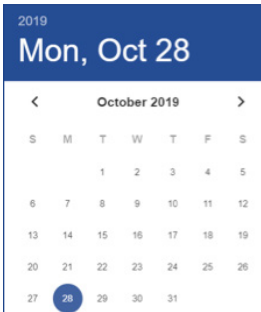 2019
Mon, Oct 28
< October 2019 >
S M T W T F S
1 2 3 4 5
6 7 8 9 10 11 12
13 14 15 16 17 18 19
20 21 22 23 24 25 26
27 28 29 30 31